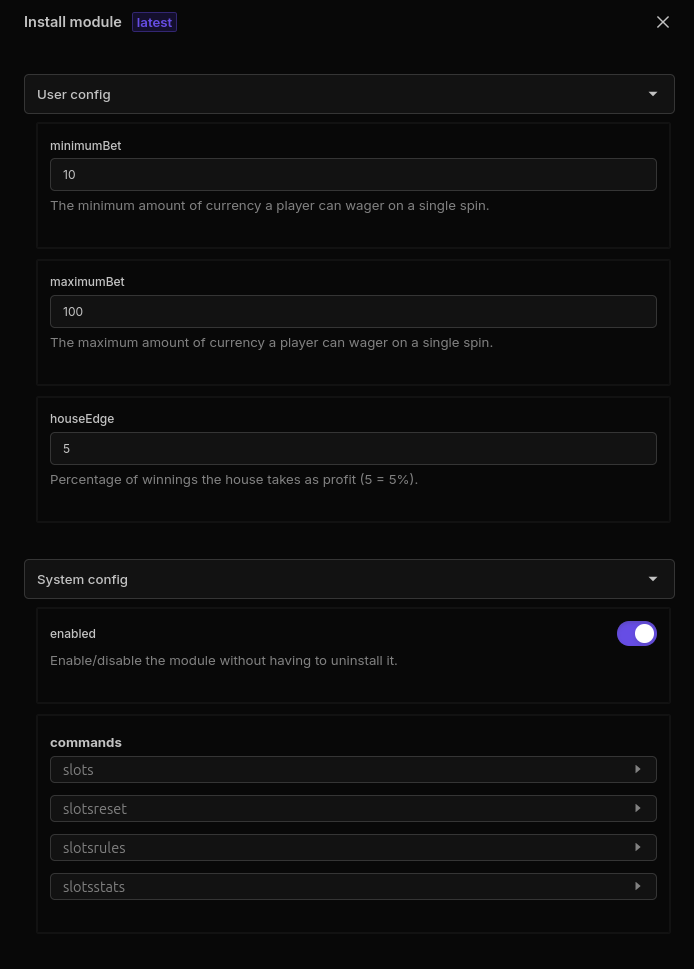 Install module latest
User config
minimumBet
10
The minimum amount of currency a player can wager on a single spin.
maximumBet
100
The maximum amount of currency a player can wager on a single spin.
houseEdge
5
Percentage of winnings the house takes as profit (5 = 5%).
System config
enabled
Enable/disable the module without having to uninstall it.
commands
slots
slotsreset
slotsrules
slotsstats